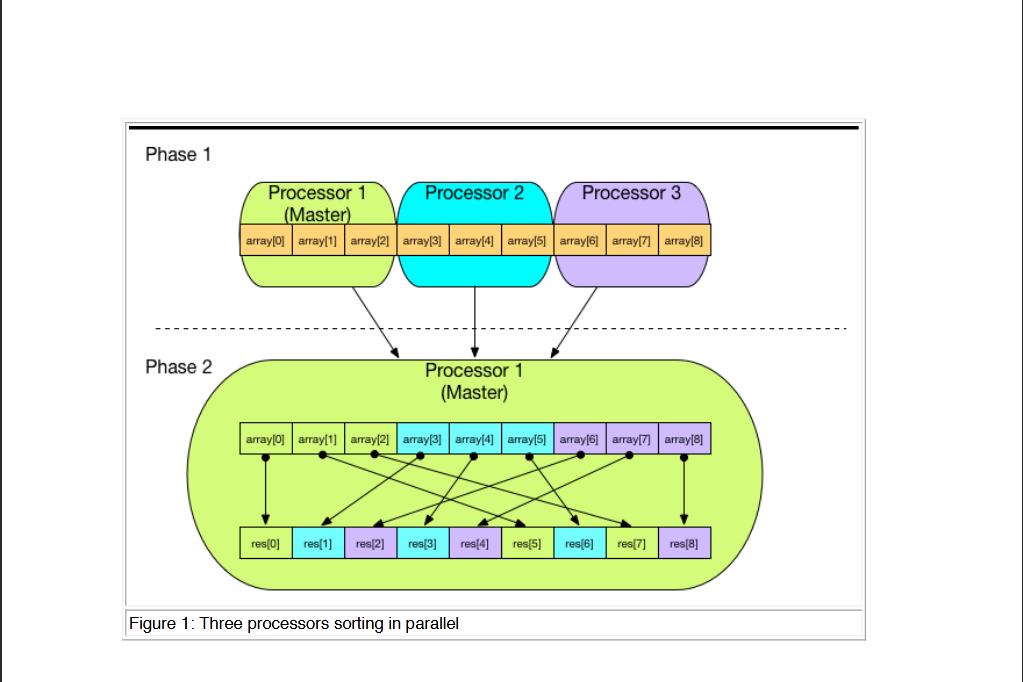 Phase 1
Processor 1
(Master)
Processor 2
Processor 3
array[0] array[1] array[2] array[3] array[4] array[5] array[6] array[7] array[8]
Phase 2
Processor 1
(Master)
array[0] array[1] array[2] array[3] array[4] array[5] array[6] array[7] array[8]
res[0] res[1] res[2] res[3] res[4] res[5] res[6] res[7] res[8]
Figure 1: Three processors sorting in parallel